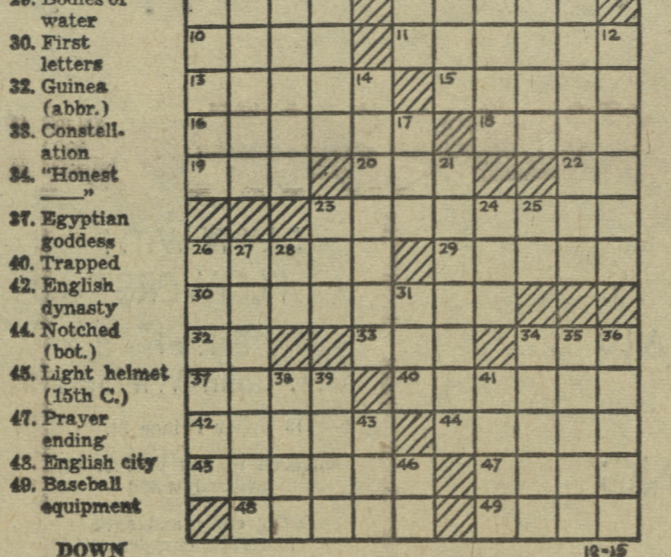 29. Bodies of
water
30. First
letters
32. Guinea
(abbr.)
33. Constell-
ation
34. "Honest
——"
37. Egyptian
goddess
40. Trapped
42. English
dynasty
44. Notched
(bot.)
45. Light helmet
(15th C.)
47. Prayer
ending
48. English city
49. Baseball
equipment
DOWN
10 11 12
13 14 15
16 17 18
19 20 21 22
23 24 25
26 27 28 29
30 31
32 33 34 35 36
37 38 39 40 41
42 43 44
45 46 47
48 49
12-15